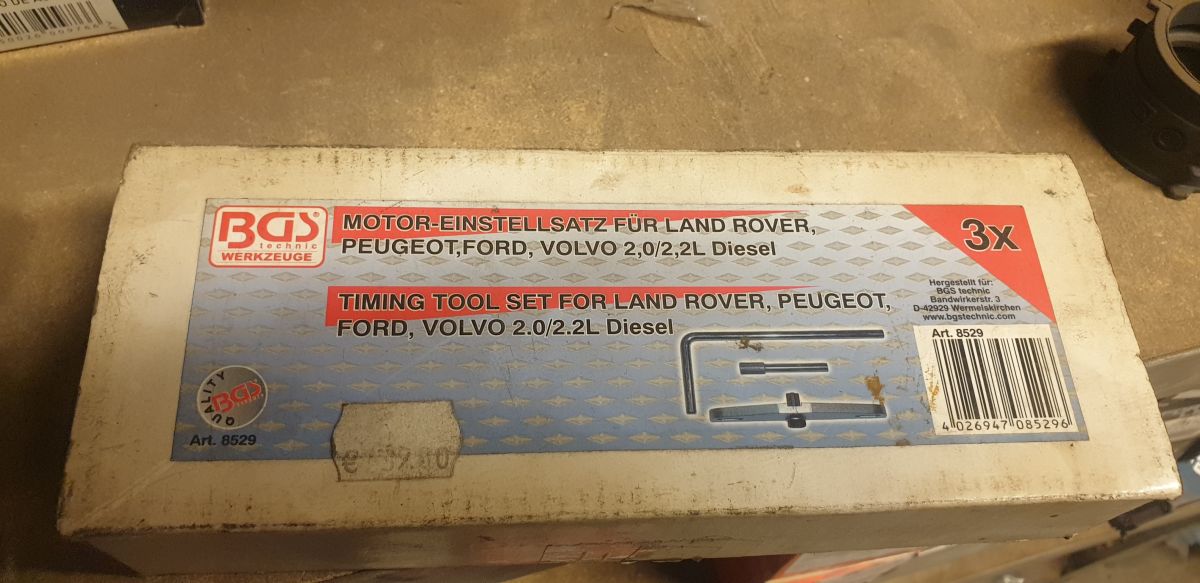 BGS®
technic
WERKZEUGE
MOTOR-EINSTELLSATZ FÜR LAND ROVER,
PEUGEOT,FORD, VOLVO 2,0/2,2L Diesel
3x
TIMING TOOL SET FOR LAND ROVER, PEUGEOT,
FORD, VOLVO 2.0/2.2L Diesel
Hergestellt für:
BGS technic
Bandwirkerstr. 3
D-42929 Wermelskirchen
www.bgstechnic.com
Art. 8529
4 026947 085296
QUALITY
BGS
Art. 8529
€